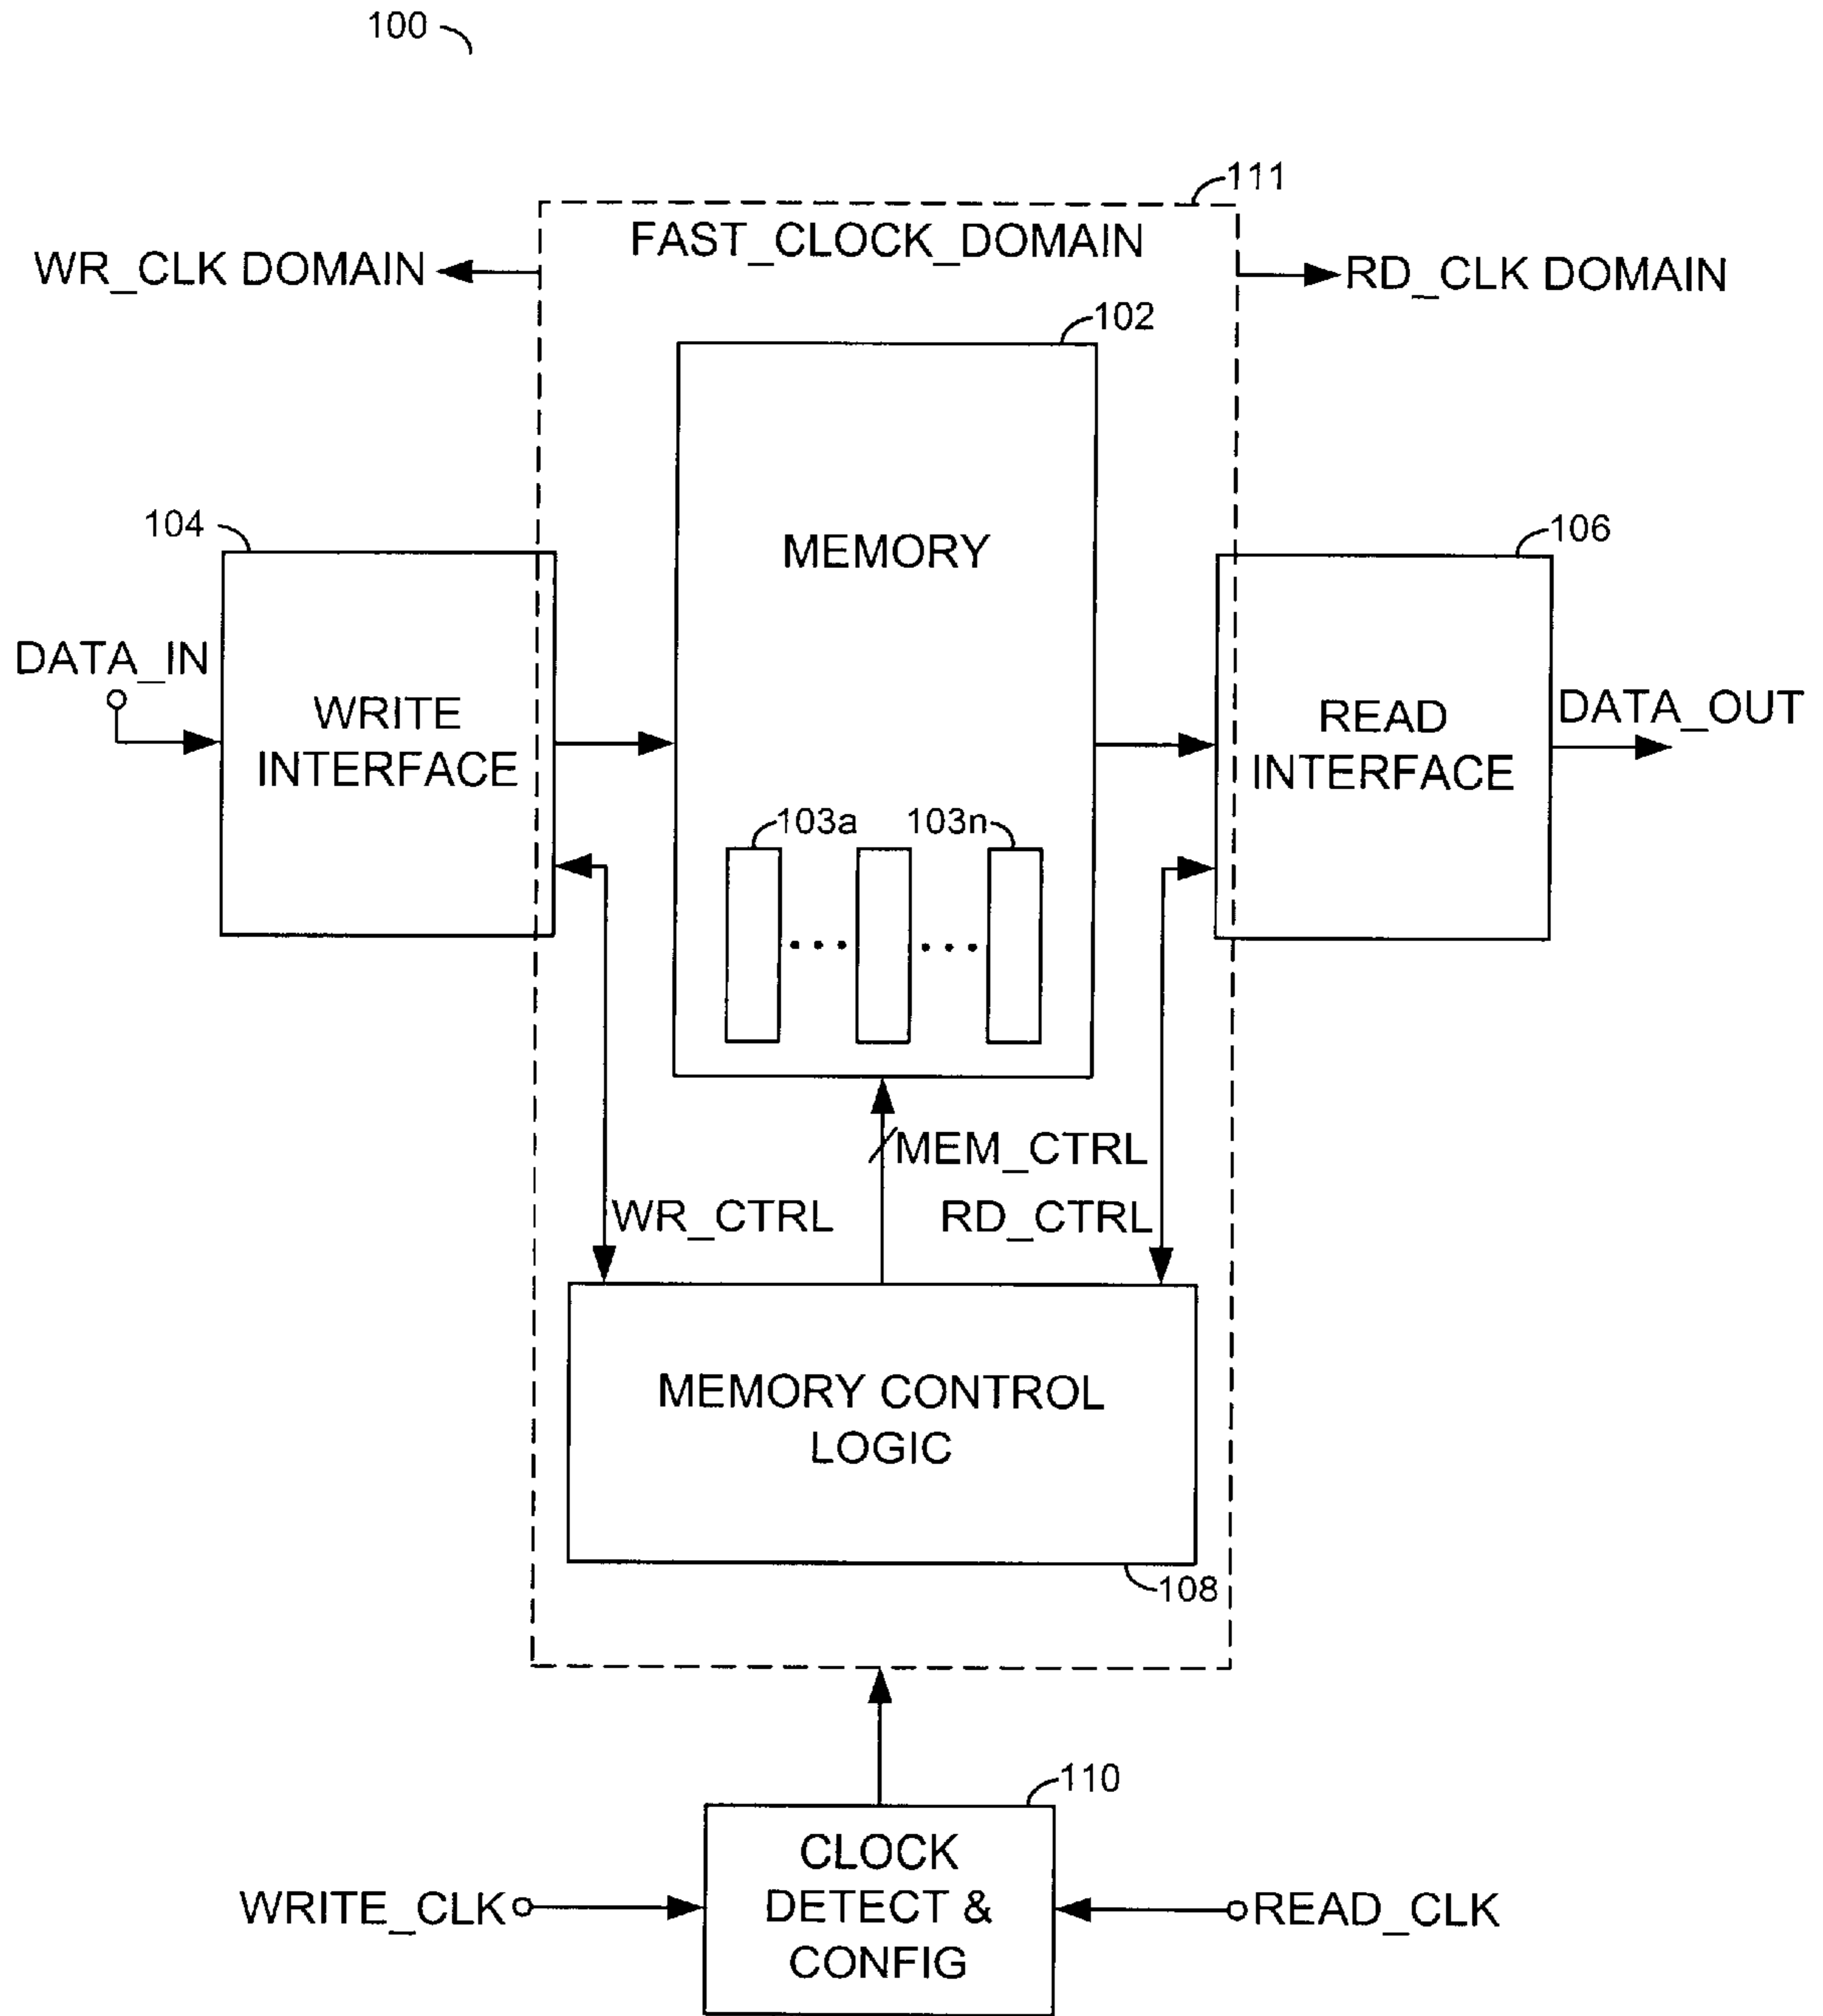 100
111
FAST_CLOCK_DOMAIN
WR_CLK DOMAIN
RD_CLK DOMAIN
102
104
MEMORY
106
DATA_IN
WRITE
INTERFACE
READ
INTERFACE
DATA_OUT
103a
103n
MEM_CTRL
WR_CTRL
RD_CTRL
MEMORY CONTROL
LOGIC
108
110
CLOCK
DETECT &
CONFIG
WRITE_CLK
READ_CLK